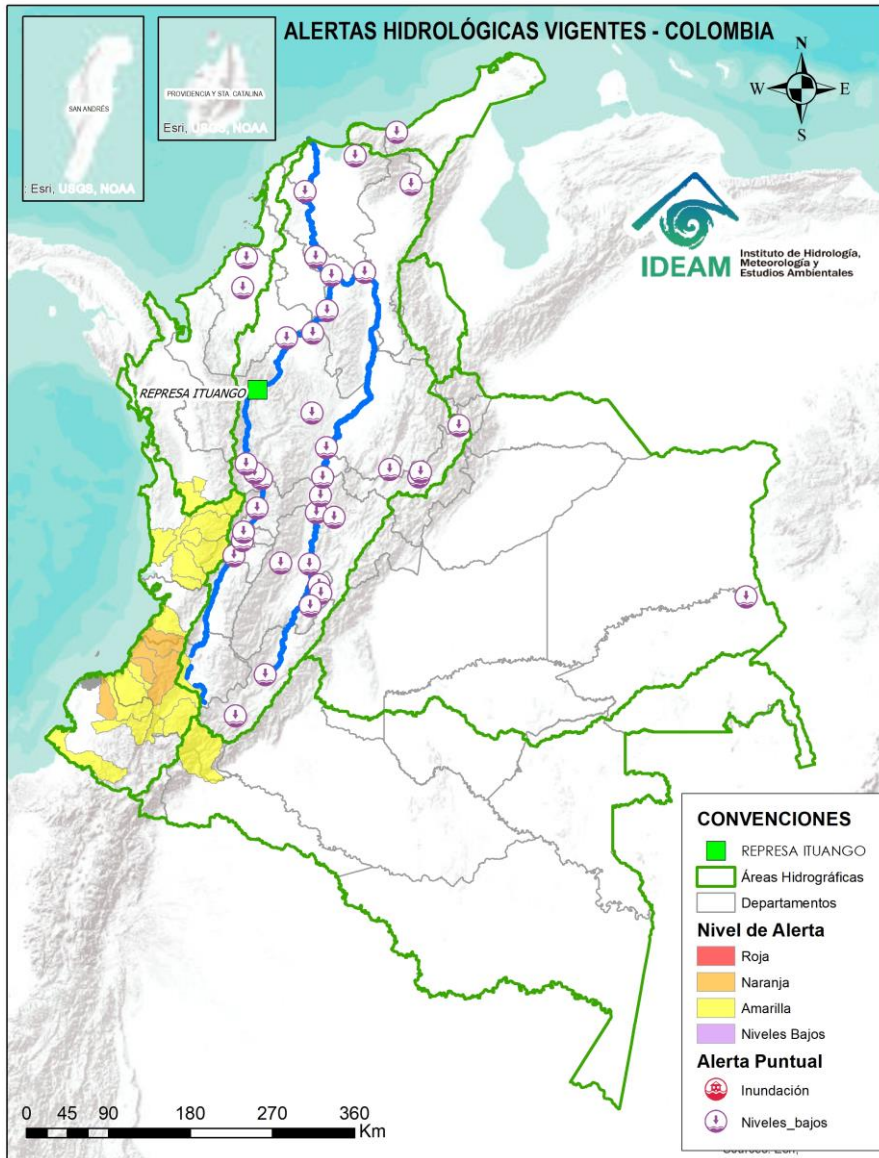 ALERTAS HIDROLÓGICAS VIGENTES - COLOMBIA
SAN ANDRÉS
: Esri, USGS, NOAA
PROVIDENCIA Y STA. CATALINA
Esri, USGS, NOAA
N
W
E
S
IDEAM
Instituto de Hidrología,
Meteorología y
Estudios Ambientales
REPRESA ITUANGO
CONVENCIONES
REPRESA ITUANGO
Áreas Hidrográficas
Departamentos
Nivel de Alerta
Roja
Naranja
Amarilla
Niveles Bajos
Alerta Puntual
Inundación
Niveles_bajos
Sources: Esri,
0 45 90 180 270 360
Km